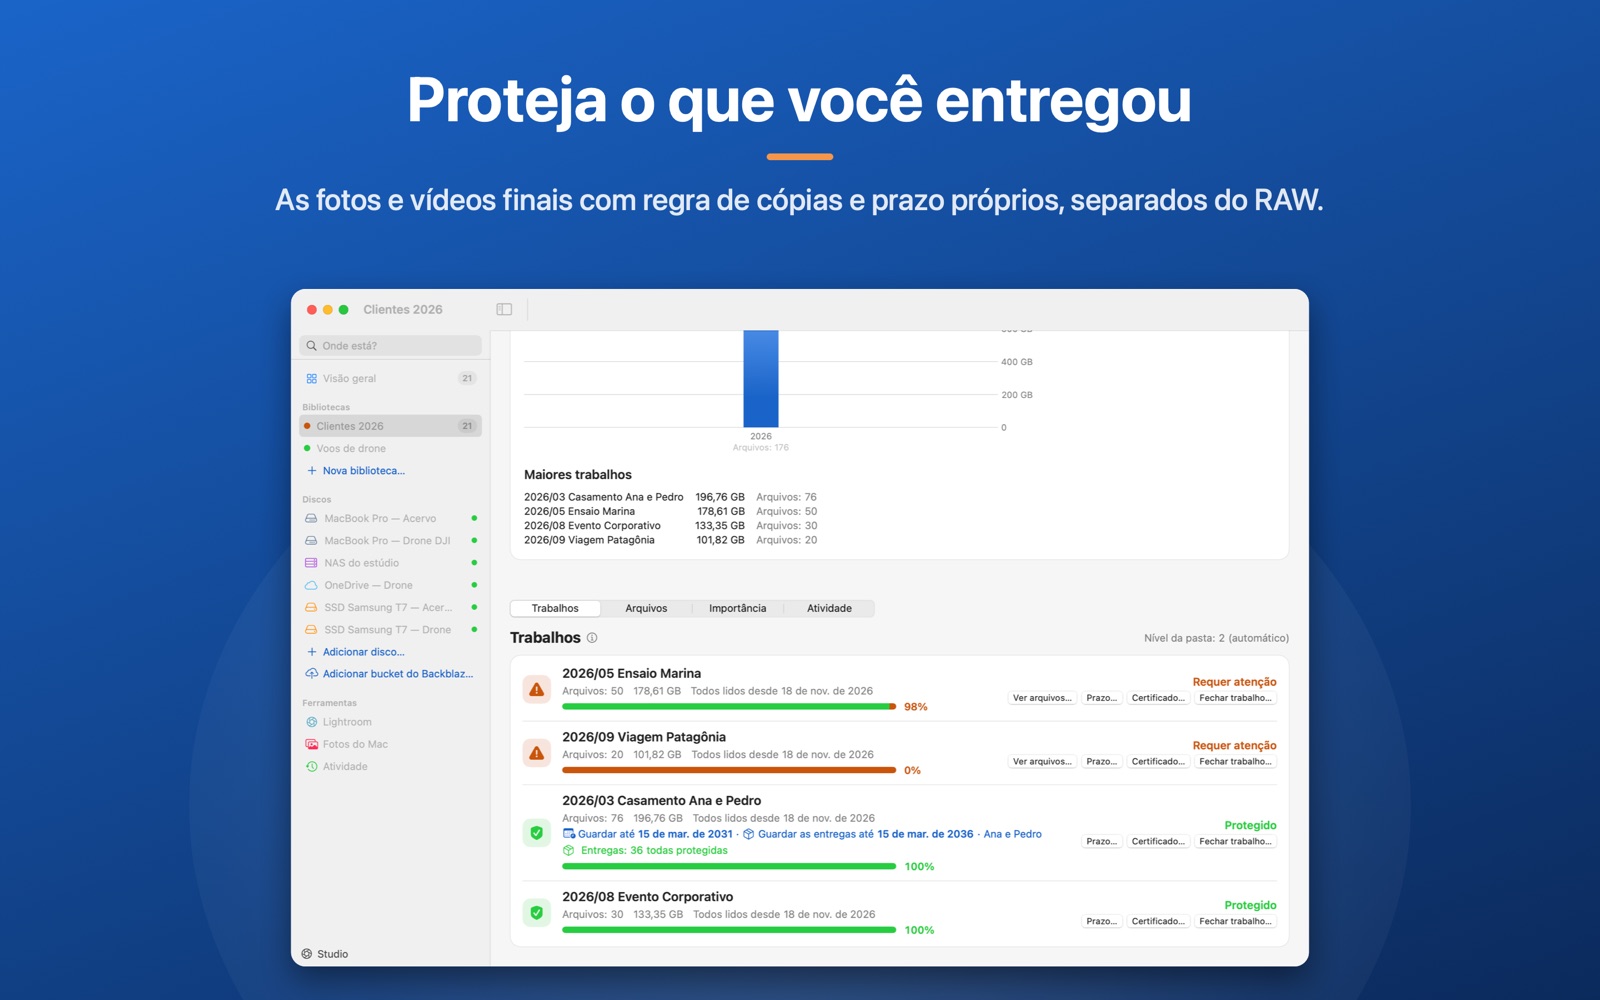 Proteja o que você entregou
As fotos e vídeos finais com regra de cópias e prazo próprios, separados do RAW.
Clientes 2026
Onde está?
Visão geral 21
Bibliotecas
Clientes 2026 21
Voos de drone
Nova biblioteca...
Discos
MacBook Pro — Acervo
MacBook Pro — Drone DJI
NAS do estúdio
OneDrive — Drone
SSD Samsung T7 — Acer...
SSD Samsung T7 — Drone
Adicionar disco...
Adicionar bucket do Backblaz...
Ferramentas
Lightroom
Fotos do Mac
Atividade
Studio
400 GB
200 GB
0
2026
Arquivos: 176
Maiores trabalhos
2026/03 Casamento Ana e Pedro 196,76 GB Arquivos: 76
2026/05 Ensaio Marina 178,61 GB Arquivos: 50
2026/08 Evento Corporativo 133,35 GB Arquivos: 30
2026/09 Viagem Patagônia 101,82 GB Arquivos: 20
Trabalhos Arquivos Importância Atividade
Trabalhos Nível da pasta: 2 (automático)
2026/05 Ensaio Marina
Requer atenção
Arquivos: 50 178,61 GB Todos lidos desde 18 de nov. de 2026
Ver arquivos... Prazo... Certificado... Fechar trabalho...
98%
2026/09 Viagem Patagônia
Requer atenção
Arquivos: 20 101,82 GB Todos lidos desde 18 de nov. de 2026
Ver arquivos... Prazo... Certificado... Fechar trabalho...
0%
2026/03 Casamento Ana e Pedro
Arquivos: 76 196,76 GB Todos lidos desde 18 de nov. de 2026
Protegido
Guardar até 15 de mar. de 2031 · Guardar as entregas até 15 de mar. de 2036 · Ana e Pedro
Prazo... Certificado... Fechar trabalho...
Entregas: 36 todas protegidas
100%
2026/08 Evento Corporativo
Protegido
Arquivos: 30 133,35 GB Todos lidos desde 18 de nov. de 2026
Prazo... Certificado... Fechar trabalho...
100%